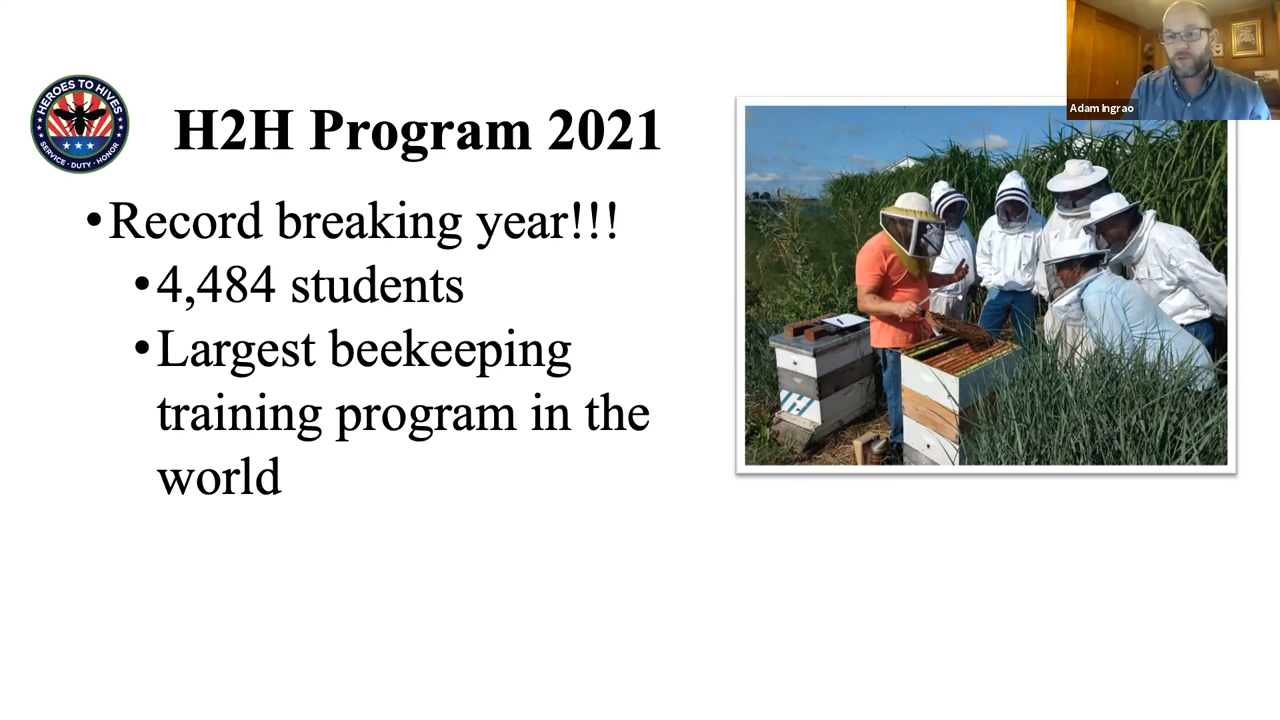 HEROES TO HIVES
SERVICE · DUTY · HONOR
H2H Program 2021
•Record breaking year!!!
•4,484 students
•Largest beekeeping
training program in the
world
Adam Ingrao